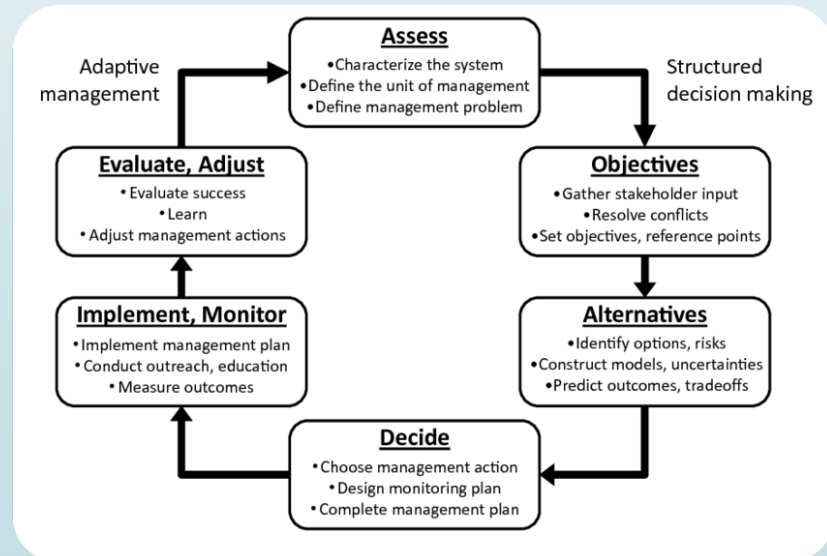 Assess
•Characterize the system
•Define the unit of management
•Define management problem
Adaptive
management
Structured
decision making
Evaluate, Adjust
• Evaluate success
• Learn
• Adjust management actions
Objectives
•Gather stakeholder input
•Resolve conflicts
•Set objectives, reference points
Implement, Monitor
•Implement management plan
•Conduct outreach, education
• Measure outcomes
Alternatives
•Identify options, risks
•Construct models, uncertainties
•Predict outcomes, tradeoffs
Decide
• Choose management action
• Design monitoring plan
• Complete management plan